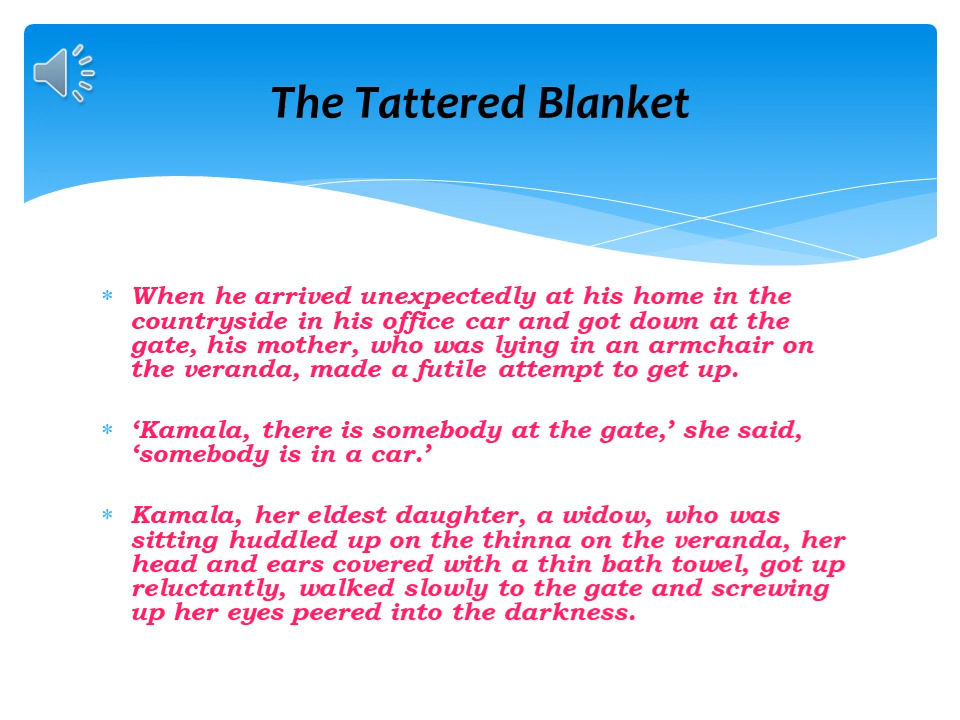 The Tattered Blanket
* When he arrived unexpectedly at his home in the
countryside in his office car and got down at the
gate, his mother, who was lying in an armchair on
the veranda, made a futile attempt to get up.
* ‘Kamala, there is somebody at the gate,’ she said,
‘somebody is in a car.’
* Kamala, her eldest daughter, a widow, who was
sitting huddled up on the thinna on the veranda, her
head and ears covered with a thin bath towel, got up
reluctantly, walked slowly to the gate and screwing
up her eyes peered into the darkness.